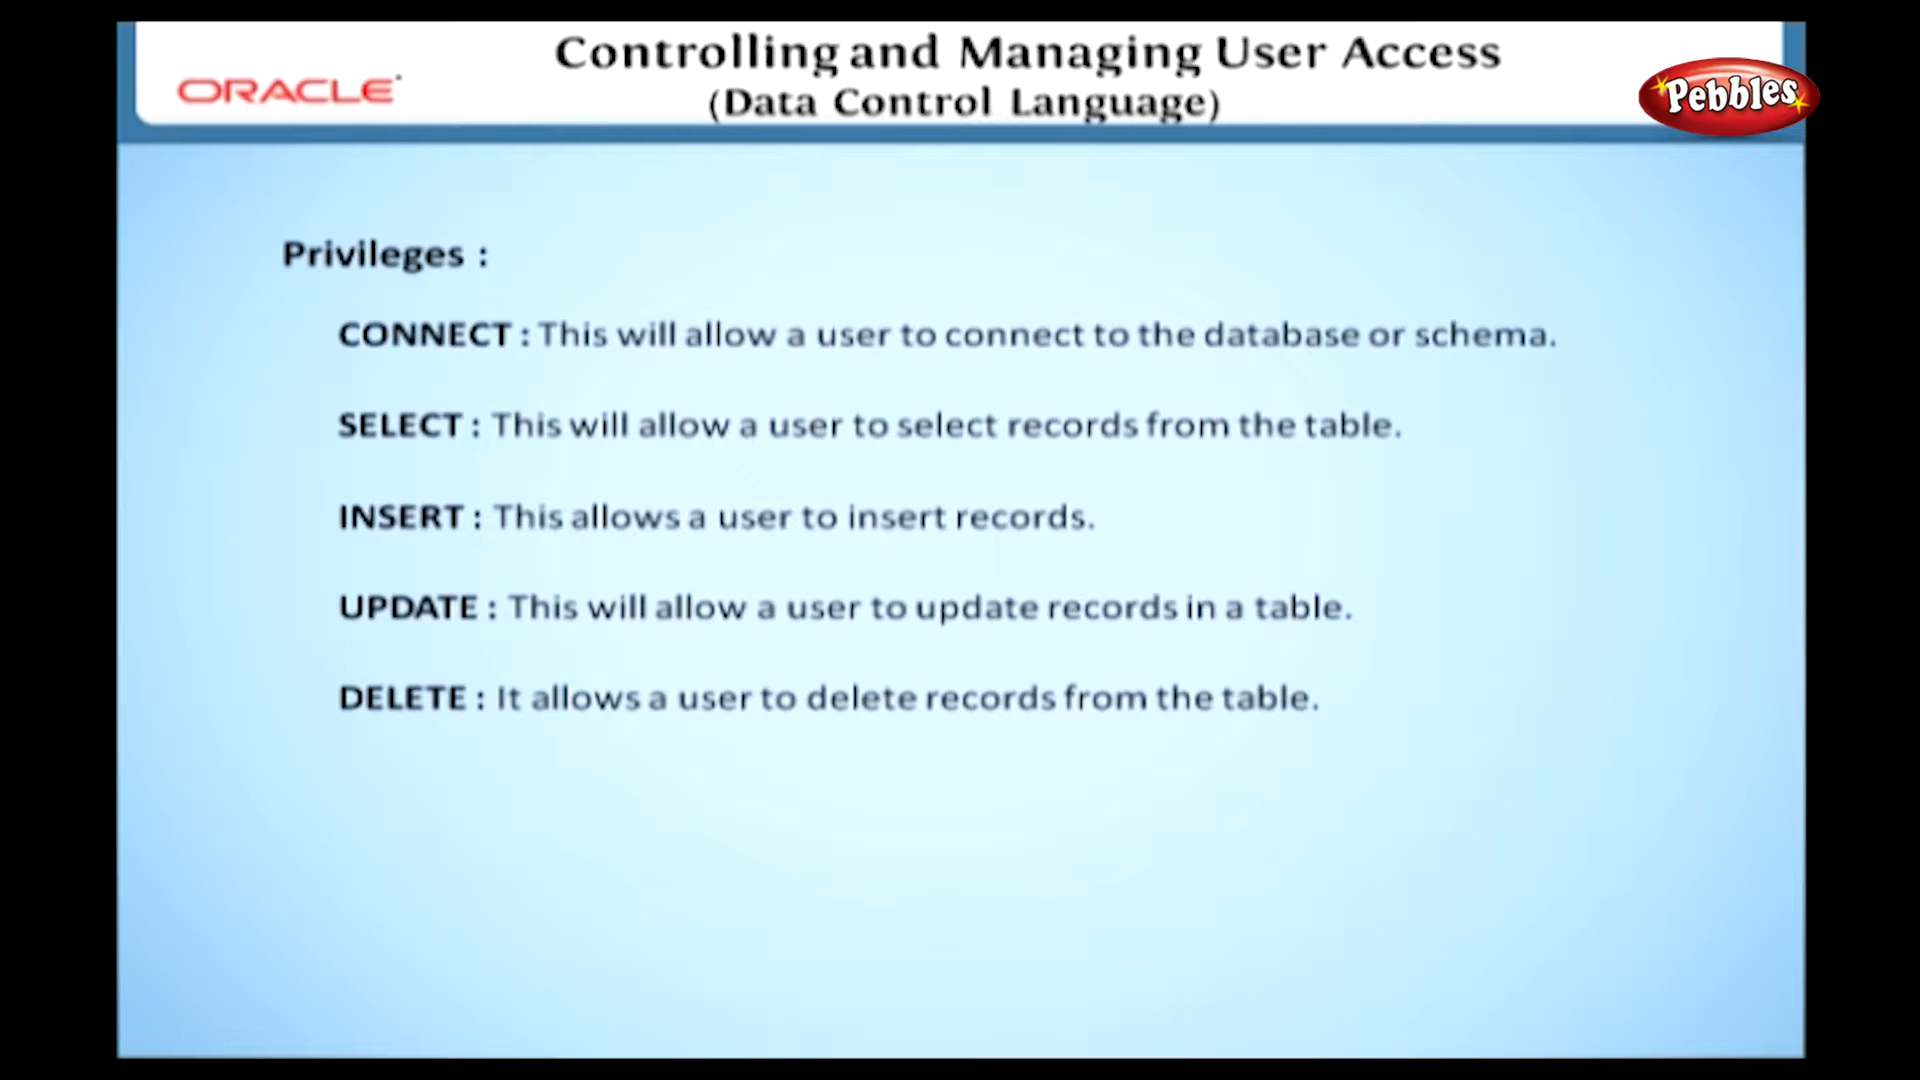 Controlling and Managing User Access
(Data Control Language)
ORACLE
Pebbles
Privileges :
CONNECT : This will allow a user to connect to the database or schema.
SELECT : This will allow a user to select records from the table.
INSERT : This allows a user to insert records.
UPDATE : This will allow a user to update records in a table.
DELETE : It allows a user to delete records from the table.